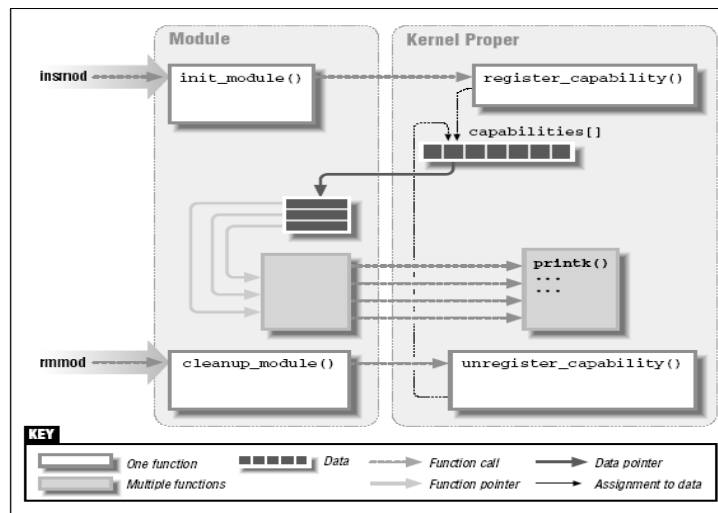 Module
Kernel Proper
insmod
init_module()
register_capability()
capabilities[]
printk()
...
...
rmmod
cleanup_module()
unregister_capability()
KEY
One function
Data
Function call
Data pointer
Multiple functions
Function pointer
Assignment to data